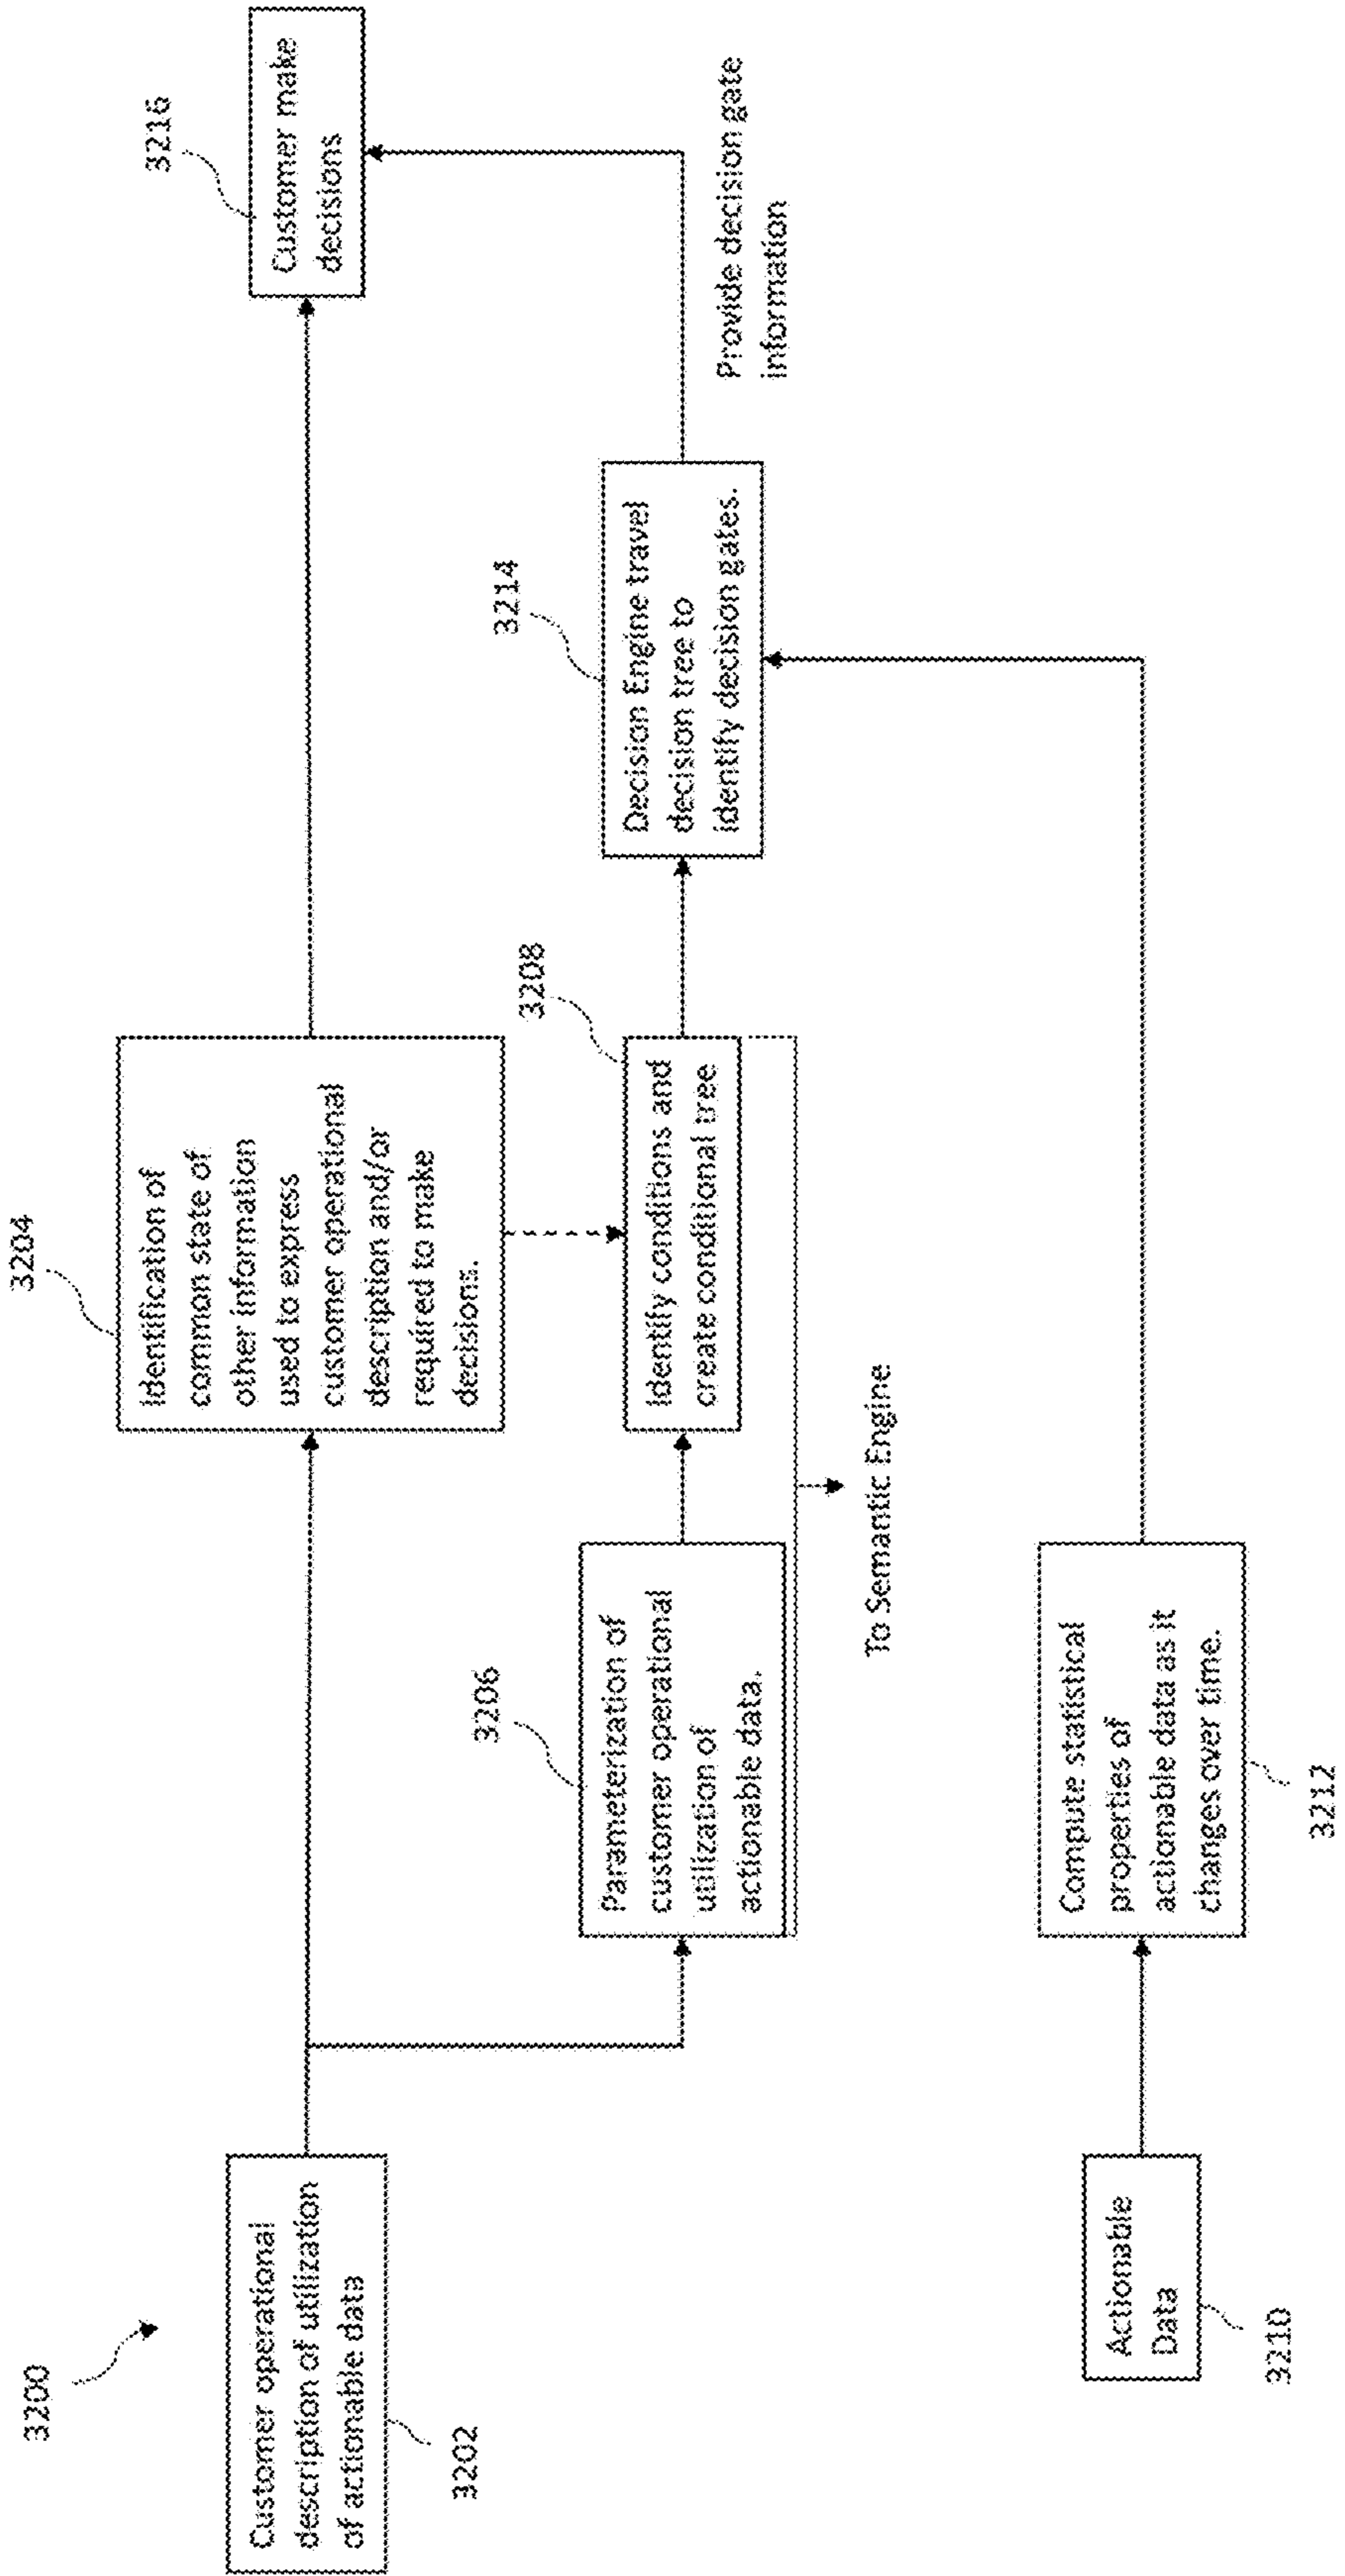 3200
Customer operational
description of utilization
of actionable data
3202
3204
Identification of
common state of
other information
used to express
customer operational
description and/or
required to make
decisions.
3216
Customer make
decisions
3206
Parameterization of
customer operational
utilization of
actionable data.
3208
Identify conditions and
create conditional tree
To Semantic Engine
3214
Decision Engine travel
decision tree to
identify decision gates.
Provide decision gate
information
Actionable
Data
3210
Compute statistical
properties of
actionable data as it
changes over time.
3212